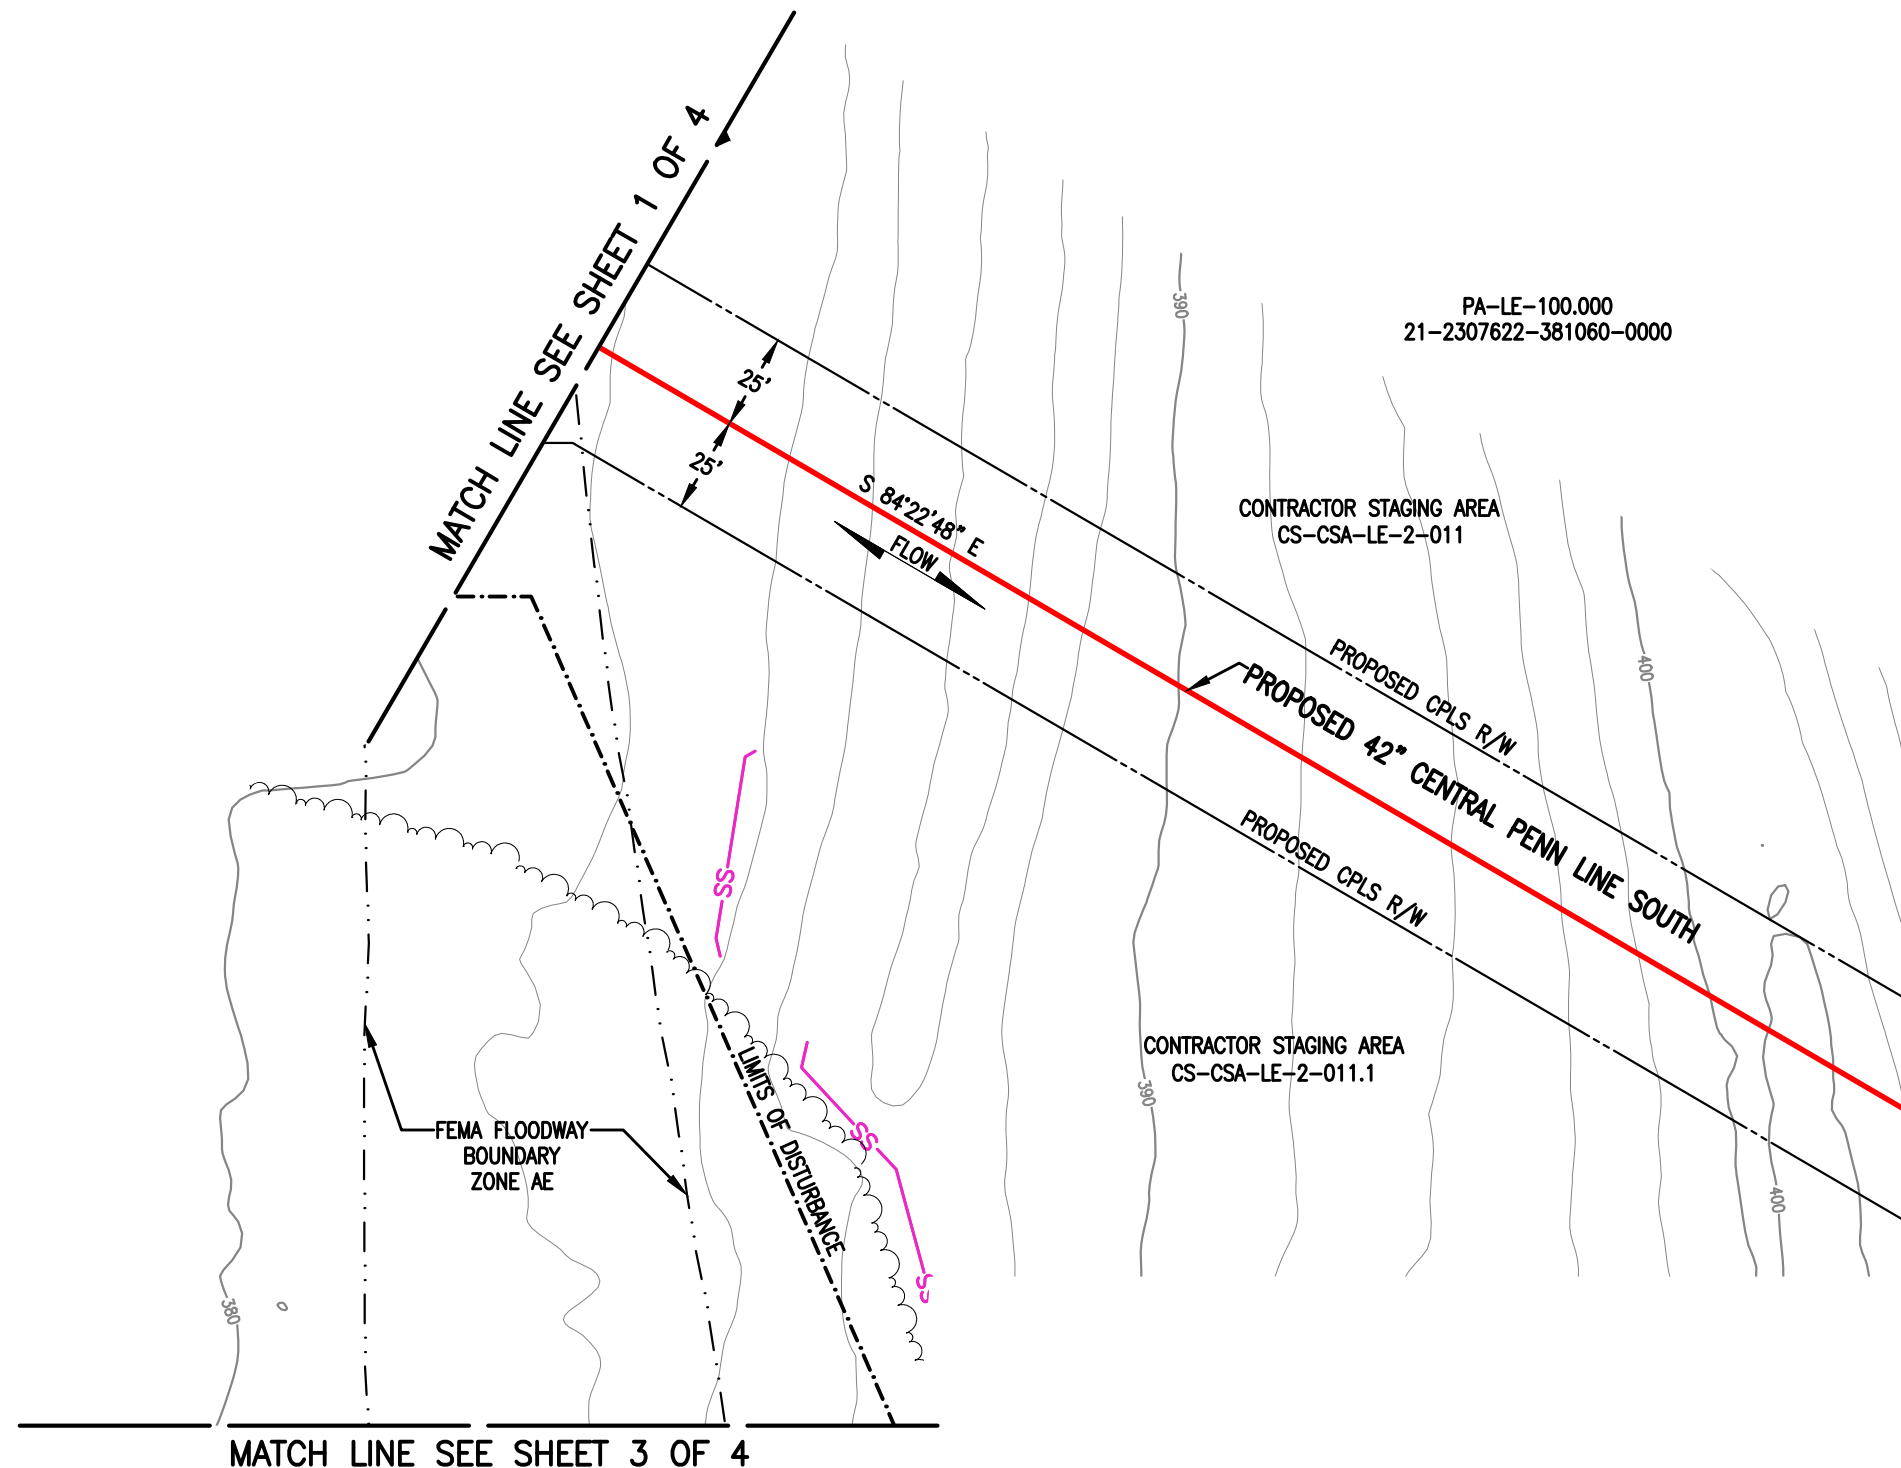 MATCH LINE SEE SHEET 1 OF 4
390
PA-LE-100.000
21-2307622-381060-0000
25'
25'
S 84°22'48" E
FLOW
CONTRACTOR STAGING AREA
CS-CSA-LE-2-011
400
PROPOSED CPLS R/W
PROPOSED 42" CENTRAL PENN LINE SOUTH
PROPOSED CPLS R/W
SS
CONTRACTOR STAGING AREA
CS-CSA-LE-2-011.1
390
LIMITS OF DISTURBANCE
SS
FEMA FLOODWAY
BOUNDARY
ZONE AE
400
380
MATCH LINE SEE SHEET 3 OF 4